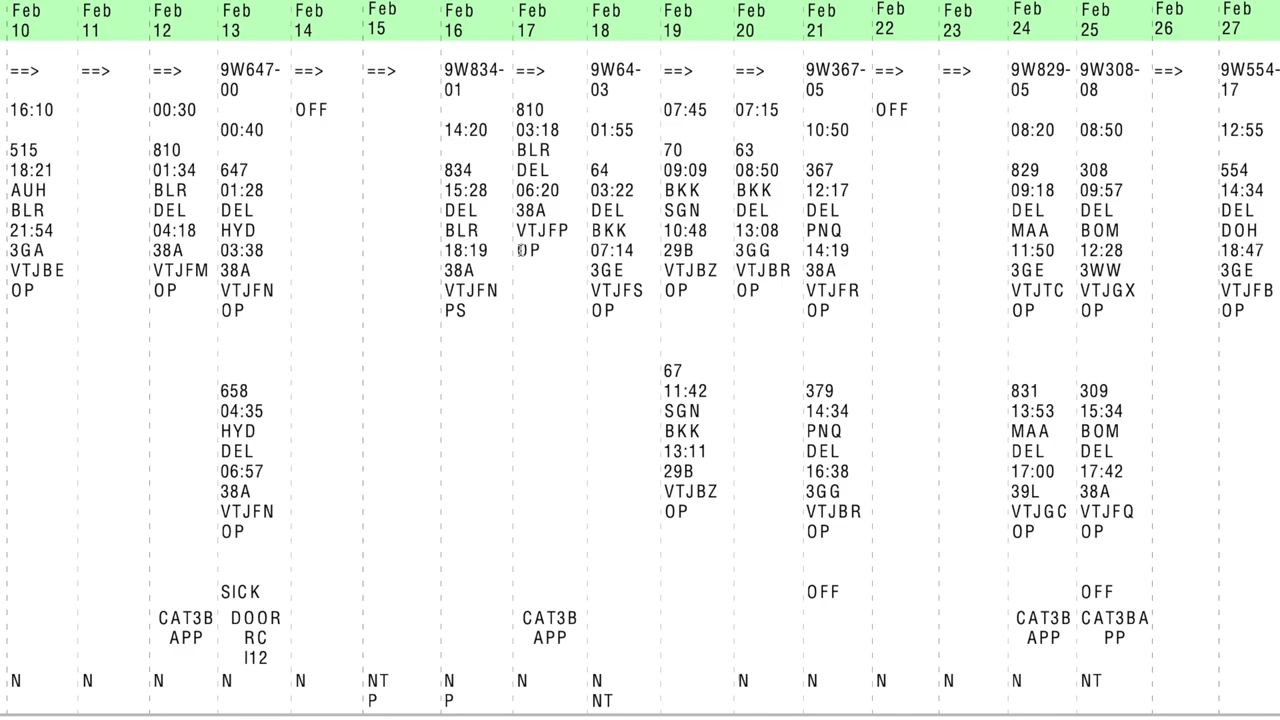 Feb Feb Feb Feb Feb Feb Feb Feb Feb Feb Feb Feb Feb Feb Feb Feb Feb Feb
10 11 12 13 14 15 16 17 18 19 20 21 22 23 24 25 26 27
==> ==> ==> 9W647- ==> ==> 9W834- ==> 9W64- ==> ==> 9W367- ==> ==> 9W829- 9W308- ==> 9W554-
00 01 03 05 05 08 17
16:10 00:30 OFF 810 07:45 07:15 OFF
00:40 14:20 03:18 01:55 10:50 08:20 08:50 12:55
515 810 BLR 70 63
18:21 01:34 647 834 DEL 64 09:09 08:50 367 829 308 554
AUH BLR 01:28 15:28 06:20 03:22 BKK BKK 12:17 09:18 09:57 14:34
BLR DEL DEL DEL 38A DEL SGN DEL DEL DEL DEL DEL
21:54 04:18 HYD BLR VTJFP BKK 10:48 13:08 PNQ MAA BOM DOH
3GA 38A 03:38 18:19 OP 07:14 29B 3GG 14:19 11:50 12:28 18:47
VTJBE VTJFM 38A 38A 3GE VTJBZ VTJBR 38A 3GE 3WW 3GE
OP OP VTJFN VTJFN VTJFS OP OP VTJFR VTJTC VTJGX VTJFB
OP PS OP OP OP OP OP
67
658 11:42 379 831 309
04:35 SGN 14:34 13:53 15:34
HYD BKK PNQ MAA BOM
DEL 13:11 DEL DEL DEL
06:57 29B 16:38 17:00 17:42
38A VTJBZ 3GG 39L 38A
VTJFN OP VTJBR VTJGC VTJFQ
OP OP OP OP
SICK OFF OFF
CAT3B DOOR CAT3B CAT3B CAT3BA
APP RC APP APP PP
I12
N N N N N NT N N N N N N N N NT
P P NT